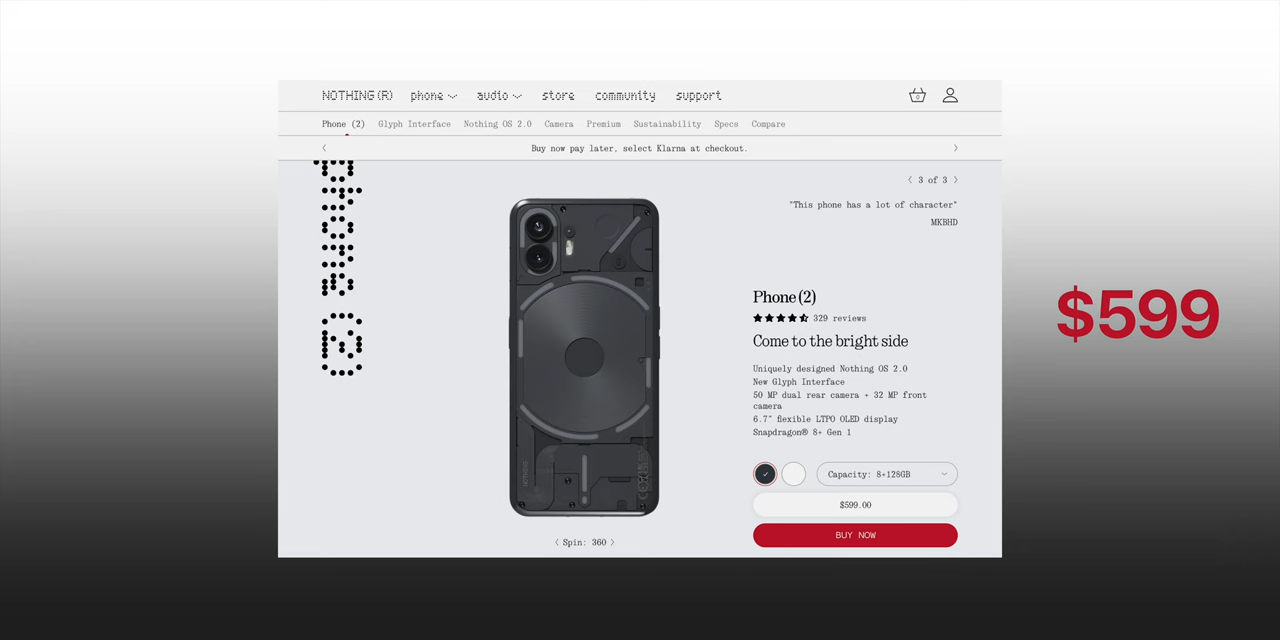 NOTHING(R) phone audio store community support
0
Phone (2) Glyph Interface Nothing OS 2.0 Camera Premium Sustainability Specs Compare
Buy now pay later, select Klarna at checkout.
phone (2)
3 of 3
"This phone has a lot of character"
MKBHD
NOTHING
Phone (2)
329 reviews
Come to the bright side
Uniquely designed Nothing OS 2.0
New Glyph Interface
50 MP dual rear camera + 32 MP front
camera
6.7" flexible LTPO OLED display
Snapdragon® 8+ Gen 1
Capacity: 8+128GB
$599.00
BUY NOW
Spin: 360
$599